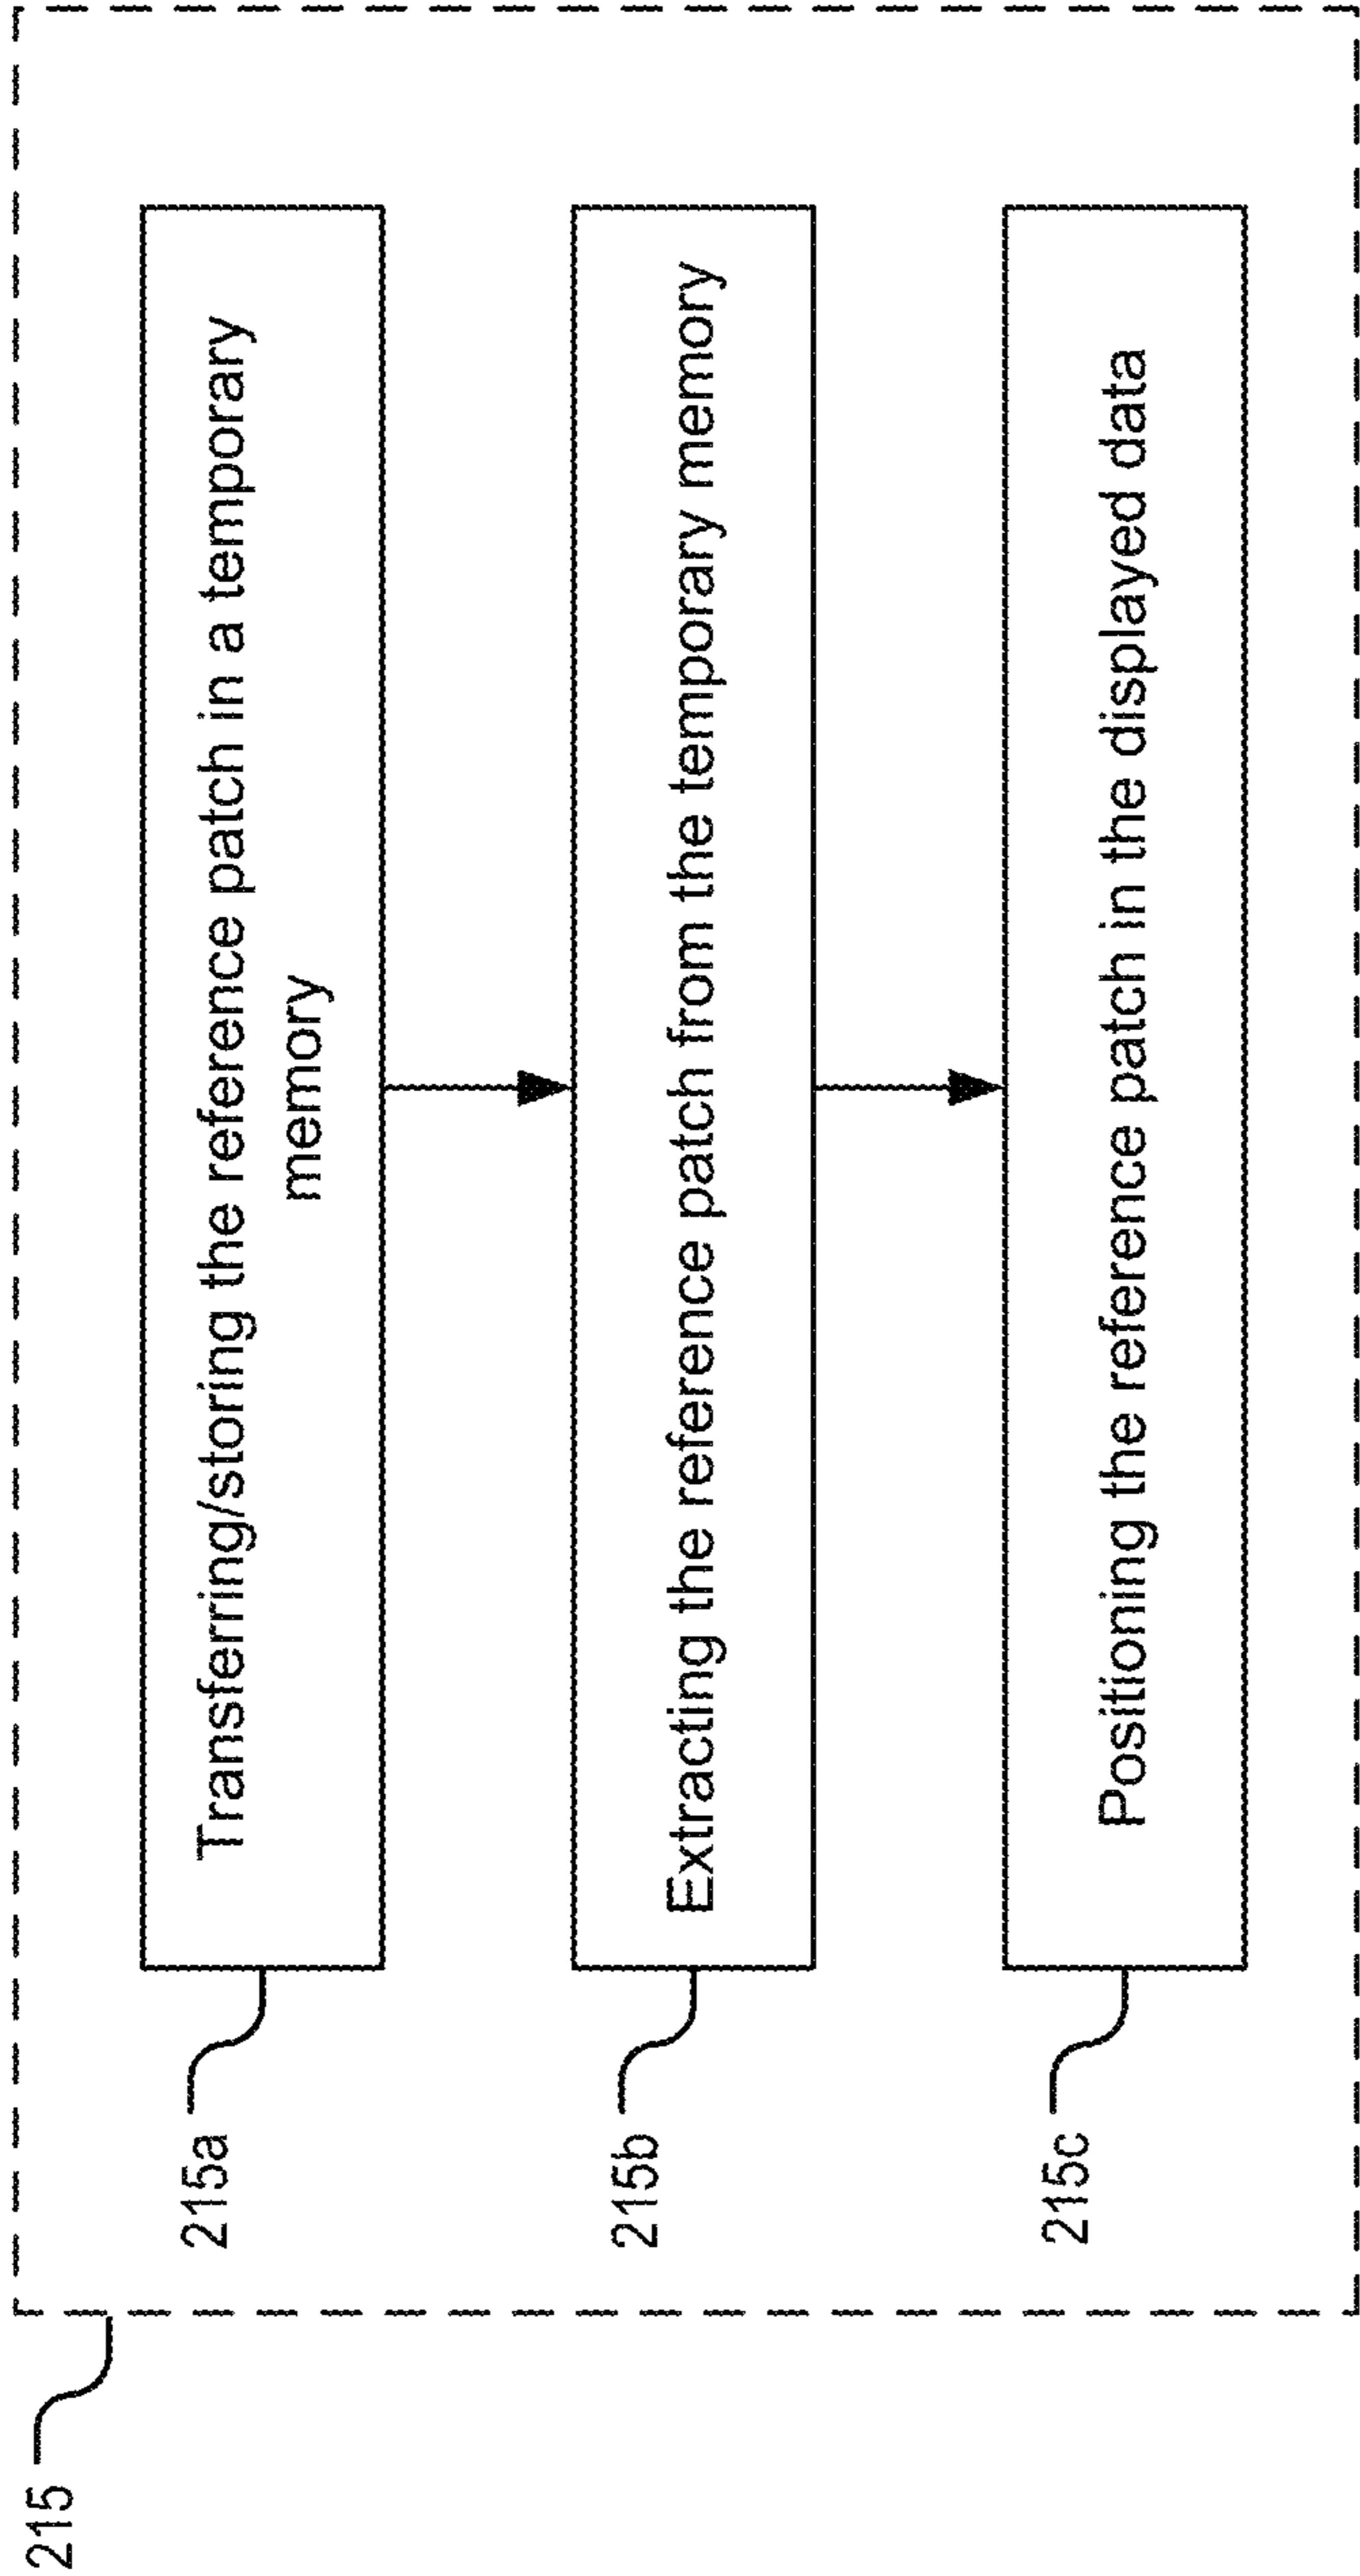 215
215a
Transferring/storing the reference patch in a temporary
memory
215b
Extracting the reference patch from the temporary memory
215c
Positioning the reference patch in the displayed data